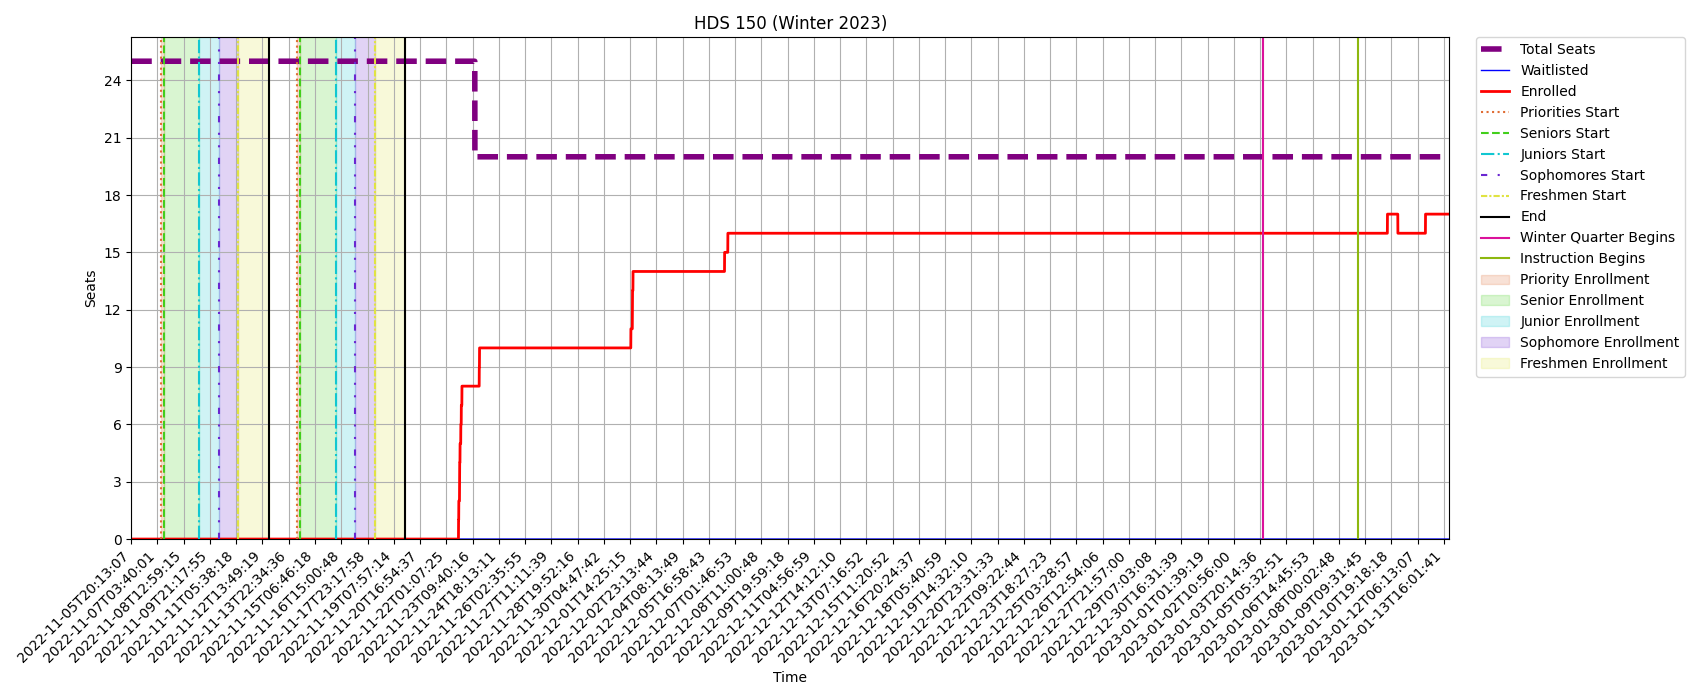 HDS 150 (Winter 2023)
Seats
24
21
18
15
12
9
6
3
0
2022-11-05T20:13:07
2022-11-07T03:40:01
2022-11-08T12:59:15
2022-11-09T21:17:55
2022-11-11T05:38:18
2022-11-12T13:49:19
2022-11-13T22:34:36
2022-11-15T06:46:18
2022-11-16T15:00:48
2022-11-17T23:17:58
2022-11-19T07:57:14
2022-11-20T16:54:37
2022-11-22T01:07:25
2022-11-23T09:40:16
2022-11-24T18:13:11
2022-11-26T02:35:55
2022-11-27T11:11:39
2022-11-28T19:52:16
2022-11-30T04:47:42
2022-12-01T14:25:15
2022-12-02T23:13:44
2022-12-04T08:13:49
2022-12-05T16:58:43
2022-12-07T01:46:53
2022-12-08T11:00:48
2022-12-09T19:59:18
2022-12-11T04:56:59
2022-12-12T14:12:10
2022-12-13T07:16:52
2022-12-15T11:20:52
2022-12-16T20:24:37
2022-12-18T05:40:59
2022-12-19T14:32:10
2022-12-20T23:31:33
2022-12-22T09:22:44
2022-12-23T18:27:23
2022-12-25T03:28:57
2022-12-26T12:54:06
2022-12-27T21:57:00
2022-12-29T07:03:08
2022-12-30T16:31:39
2023-01-01T01:39:19
2023-01-02T10:56:00
2023-01-03T20:14:36
2023-01-05T05:32:51
2023-01-06T14:45:53
2023-01-08T00:02:48
2023-01-09T09:31:45
2023-01-10T19:18:18
2023-01-12T06:13:07
2023-01-13T16:01:41
Time
Total Seats
Waitlisted
Enrolled
Priorities Start
Seniors Start
Juniors Start
Sophomores Start
Freshmen Start
End
Winter Quarter Begins
Instruction Begins
Priority Enrollment
Senior Enrollment
Junior Enrollment
Sophomore Enrollment
Freshmen Enrollment